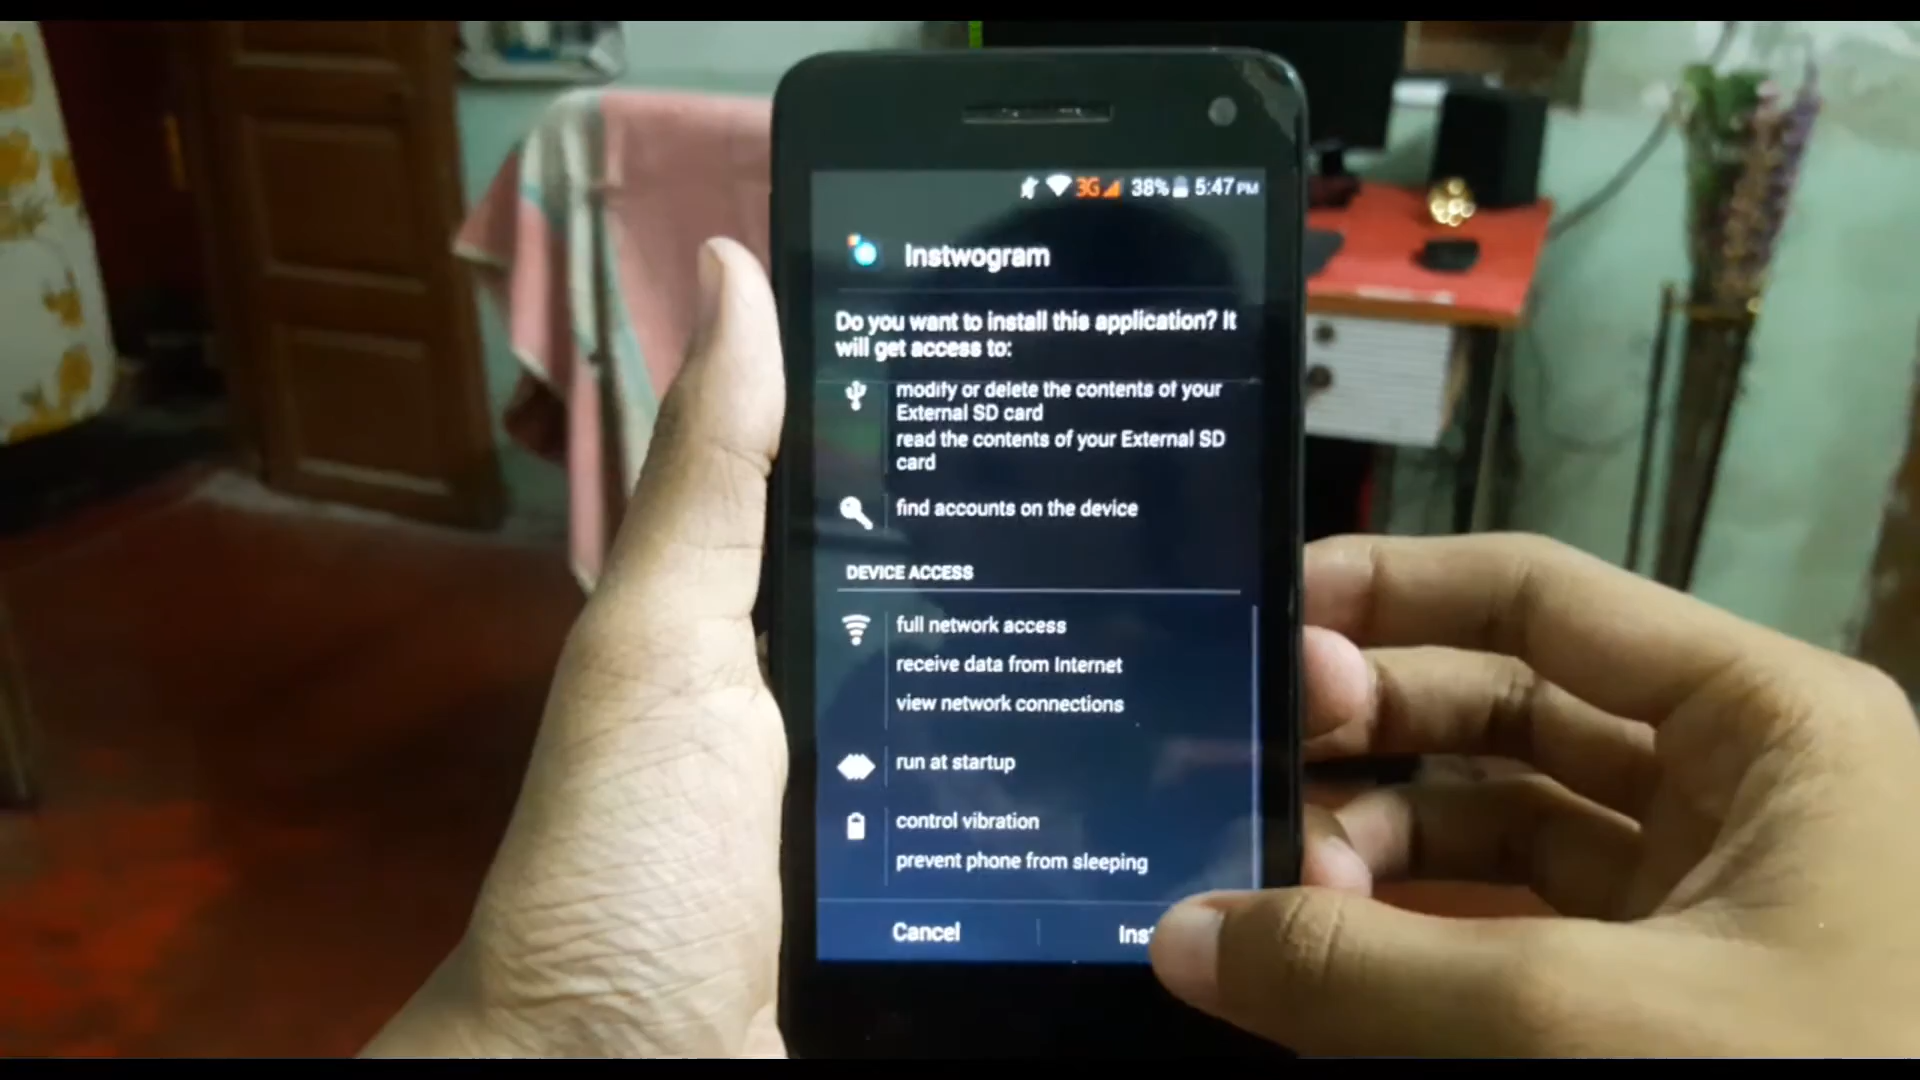 3G 38% 5:47 PM
Instwogram
Do you want to install this application? It
will get access to:
modify or delete the contents of your
External SD card
read the contents of your External SD
card
find accounts on the device
DEVICE ACCESS
full network access
receive data from Internet
view network connections
run at startup
control vibration
prevent phone from sleeping
Cancel